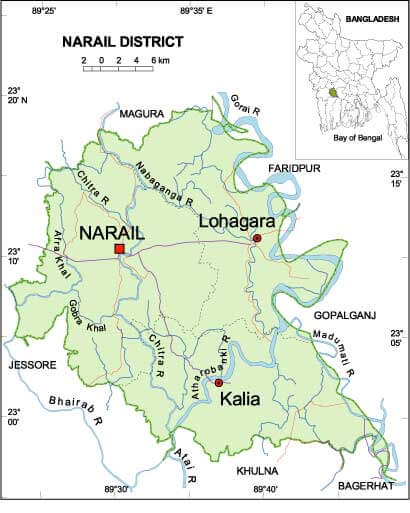 89°25'
89°35' E
BANGLADESH
Bay of Bengal
NARAIL DISTRICT
2 0 2 4 6 km
23°
20' N
MAGURA
Gorai R
FARIDPUR
23°
15'
Chitra R
Nabaganga R
Lohagara
NARAIL
Afra Khal
23°
10'
Gobra Khal
GOPALGANJ
Madumati R
23°
05'
Chitra R
Atharobanki R
JESSORE
Kalia
Bhairab R
23°
00'
Atai R
KHULNA
BAGERHAT
89°30'
89°40'